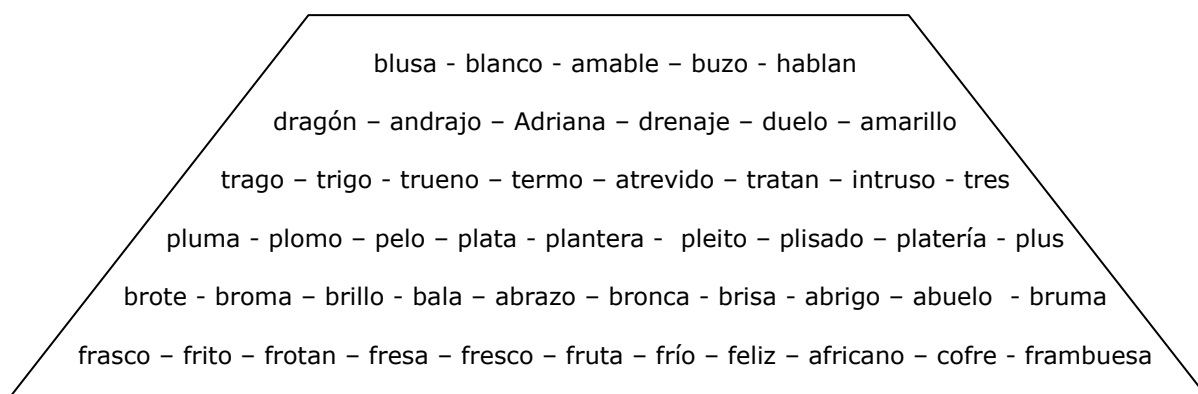 blusa - blanco - amable – buzo - hablan
dragón – andrajo – Adriana – drenaje – duelo – amarillo
trago – trigo - trueno – termo – atrevido – tratan – intruso - tres
pluma - plomo – pelo – plata - plantera - pleito – plisado – platería - plus
brote - broma – brillo - bala – abrazo – bronca - brisa - abrigo – abuelo - bruma
frasco – frito – frotan – fresa – fresco – fruta – frío – feliz – africano – cofre - frambuesa